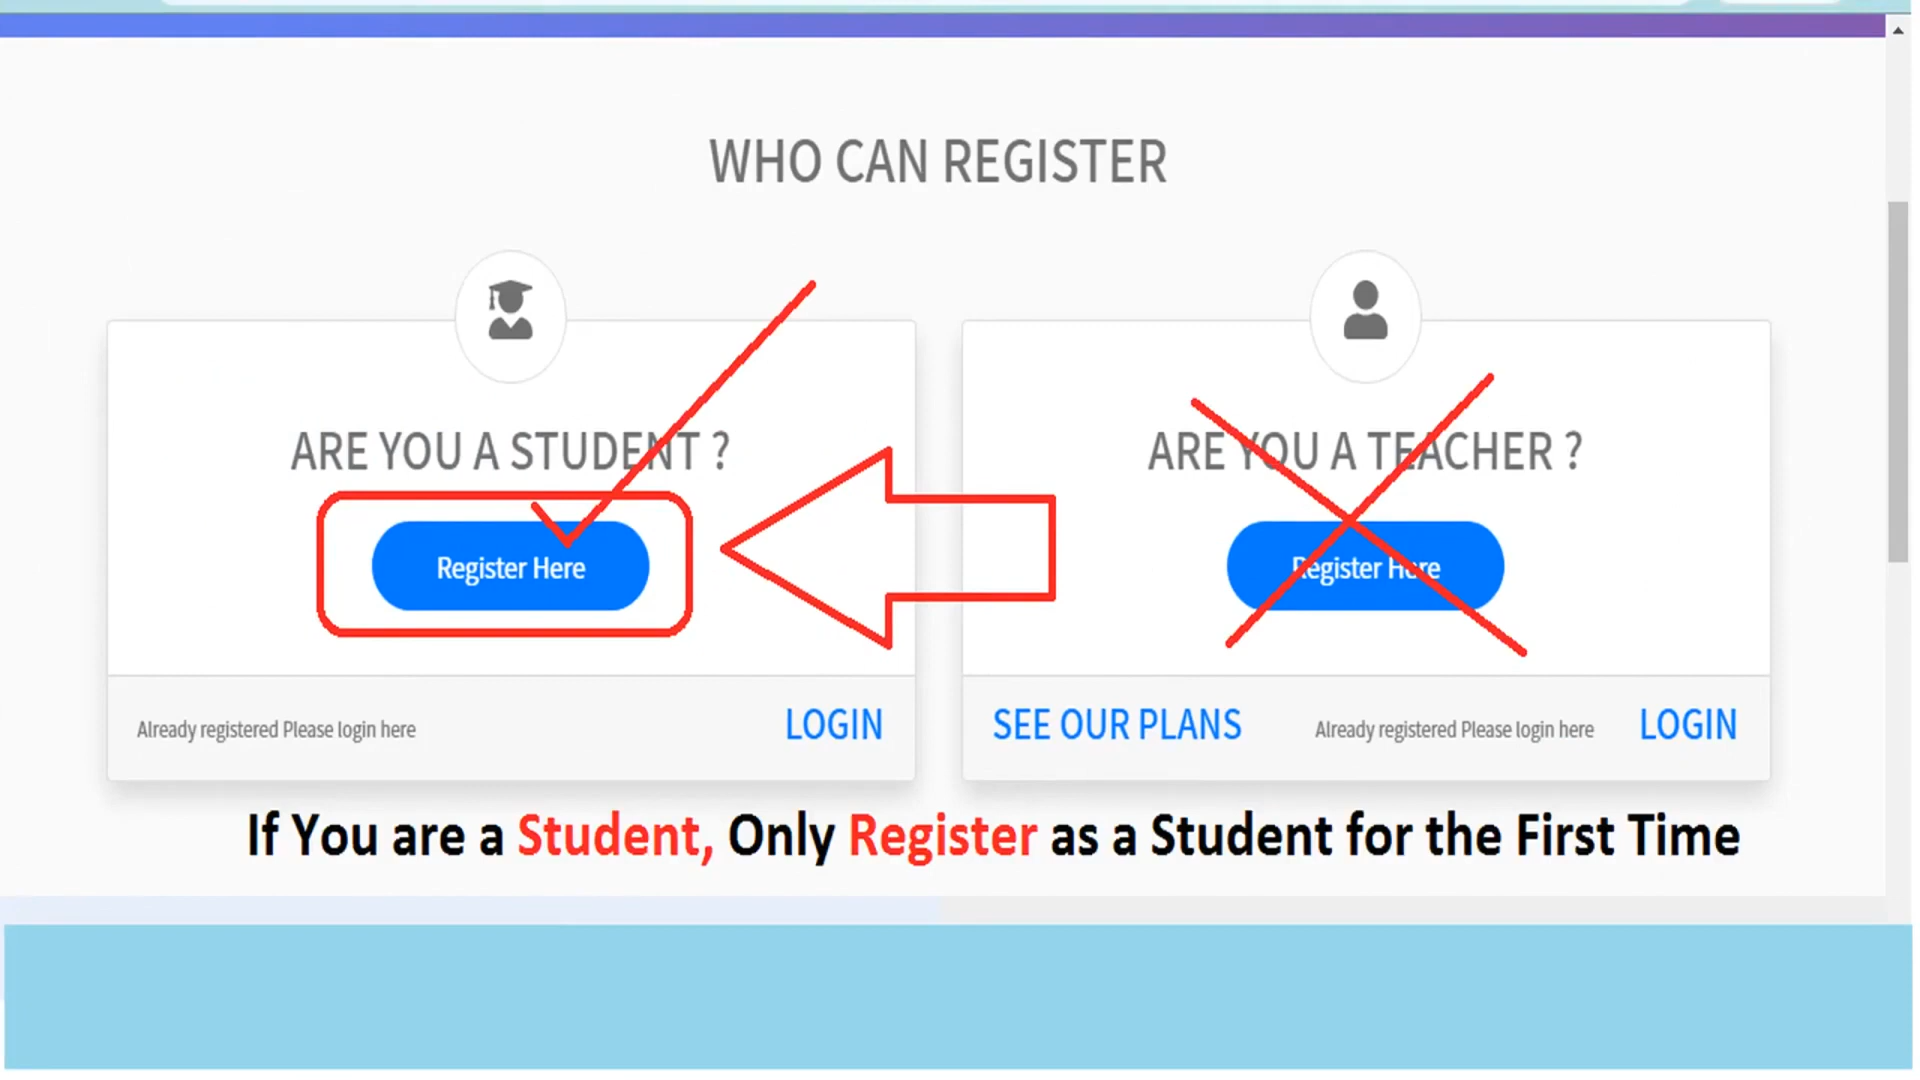 WHO CAN REGISTER
ARE YOU A STUDENT ?
Register Here
Already registered Please login here
LOGIN
ARE YOU A TEACHER ?
Register Here
SEE OUR PLANS
Already registered Please login here
LOGIN
If You are a Student, Only Register as a Student for the First Time